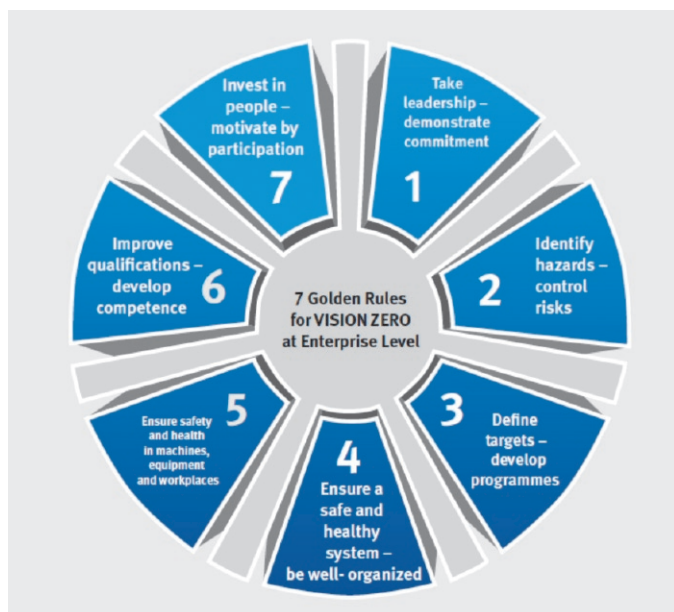 7 Golden Rules
for VISION ZERO
at Enterprise Level
Take
leadership –
demonstrate
commitment
1
Identify
hazards –
control
risks
2
3
Define
targets –
develop
programmes
4
Ensure a
safe and
healthy
system –
be well- organized
5
Ensure safety
and health
in machines,
equipment
and workplaces
Improve
qualifications –
develop
competence
6
Invest in
people –
motivate by
participation
7